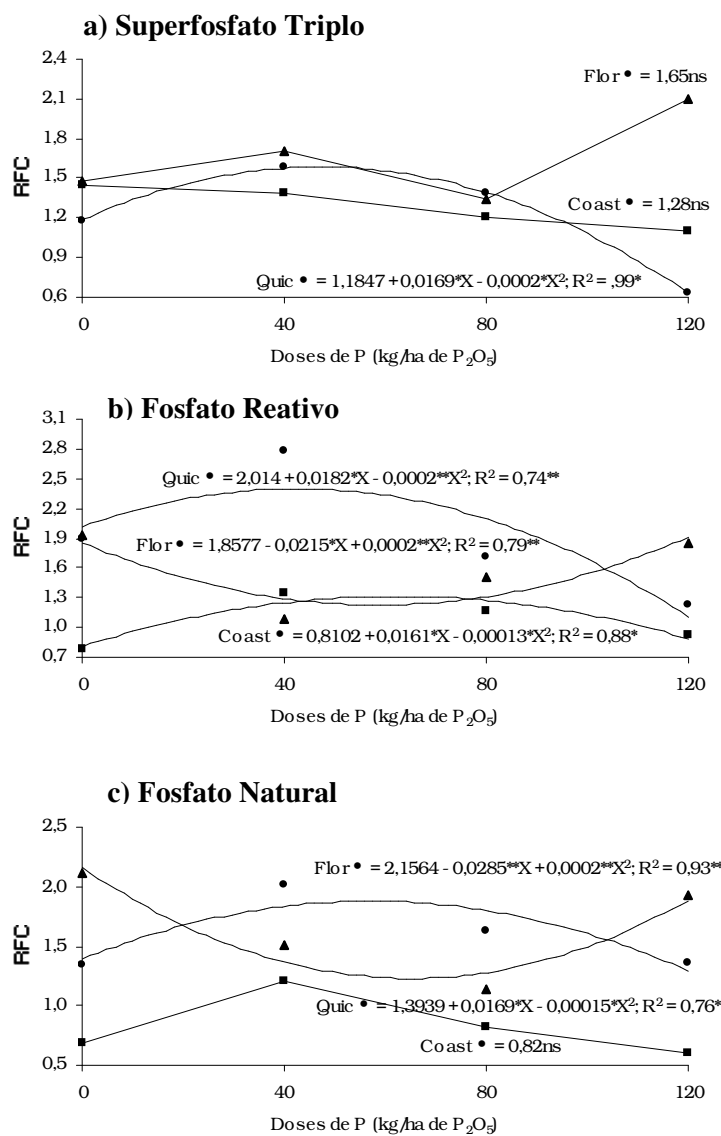 a) Superfosfato Triplo
2,4
2,1
1,8
1,5
1,2
0,9
0,6
RFC
Flor • = 1,65ns
Coast • = 1,28ns
Quic • = 1,1847 + 0,0169*X - 0,0002*X²; R² = ,99*
0 40 80 120
Doses de P (kg/ha de P₂O₅)
b) Fosfato Reativo
3,1
2,8
2,5
2,2
1,9
1,6
1,3
1,0
0,7
RFC
Quic • = 2,014 + 0,0182*X - 0,0002**X²; R² = 0,74**
Flor • = 1,8577 - 0,0215*X + 0,0002**X²; R² = 0,79**
Coast • = 0,8102 + 0,0161*X - 0,00013*X²; R² = 0,88*
0 40 80 120
Doses de P (kg/ha de P₂O₅)
c) Fosfato Natural
2,5
2,0
1,5
1,0
0,5
RFC
Flor • = 2,1564 - 0,0285**X + 0,0002**X²; R² = 0,93**
Quic • = 1,3939 + 0,0169*X - 0,00015*X²; R² = 0,76*
Coast • = 0,82ns
0 40 80 120
Doses de P (kg/ha de P₂O₅)